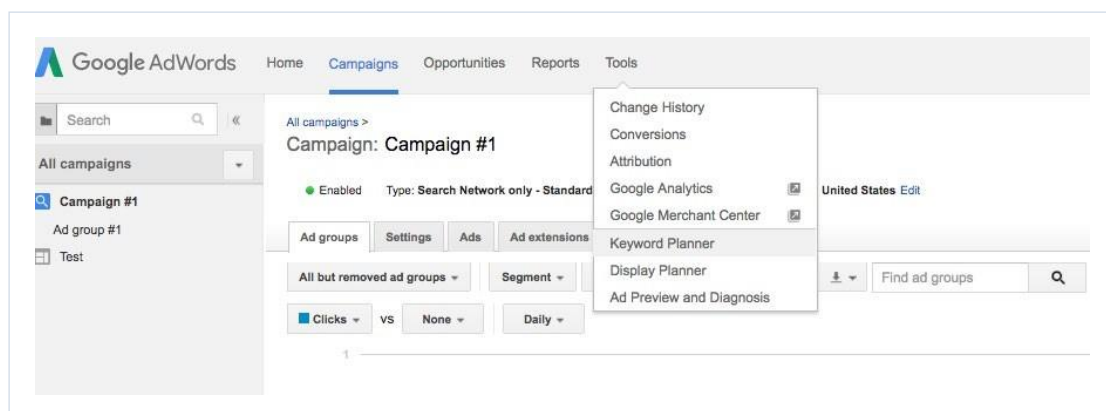 Google AdWords Home Campaigns Opportunities Reports Tools
Search
All campaigns
Campaign #1
Ad group #1
Test
All campaigns >
Campaign: Campaign #1
Enabled Type: Search Network only - Standard United States Edit
Ad groups Settings Ads Ad extensions
All but removed ad groups Segment Find ad groups
Clicks VS None Daily
1
Change History
Conversions
Attribution
Google Analytics
Google Merchant Center
Keyword Planner
Display Planner
Ad Preview and Diagnosis